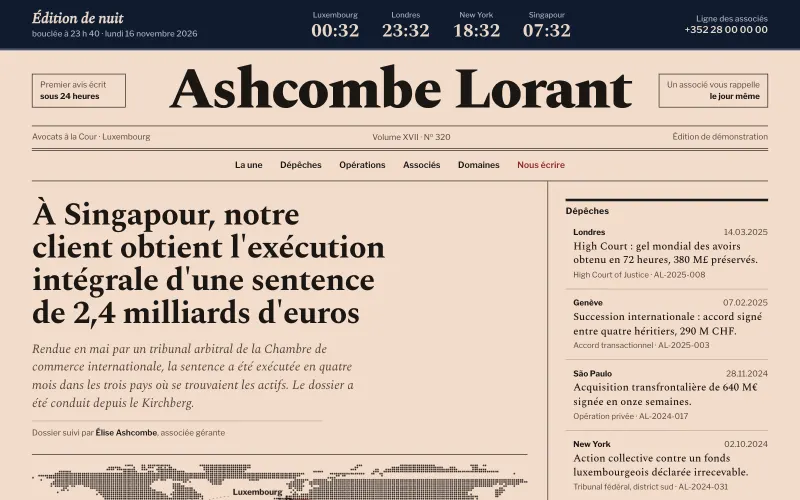 Édition de nuit
bouclée à 23 h 40 · lundi 16 novembre 2026
Luxembourg
00:32
Londres
23:32
New York
18:32
Singapour
07:32
Ligne des associés
+352 28 00 00 00
Premier avis écrit
sous 24 heures
Ashcombe Lorant
Un associé vous rappelle
le jour même
Avocats à la Cour · Luxembourg
Volume XVII · Nº 320
Édition de démonstration
La une
Dépêches
Opérations
Associés
Domaines
Nous écrire
À Singapour, notre
client obtient l'exécution
intégrale d'une sentence
de 2,4 milliards d'euros
Rendue en mai par un tribunal arbitral de la Chambre de
commerce internationale, la sentence a été exécutée en quatre
mois dans les trois pays où se trouvaient les actifs. Le dossier a
été conduit depuis le Kirchberg.
Dossier suivi par Élise Ashcombe, associée gérante
Luxembourg
Dépêches
Londres 14.03.2025
High Court : gel mondial des avoirs
obtenu en 72 heures, 380 M£ préservés.
High Court of Justice · AL-2025-008
Genève 07.02.2025
Succession internationale : accord signé
entre quatre héritiers, 290 M CHF.
Accord transactionnel · AL-2025-003
São Paulo 28.11.2024
Acquisition transfrontalière de 640 M€
signée en onze semaines.
Opération privée · AL-2024-017
New York 02.10.2024
Action collective contre un fonds
luxembourgeois déclarée irrecevable.
Tribunal fédéral, district sud · AL-2024-031